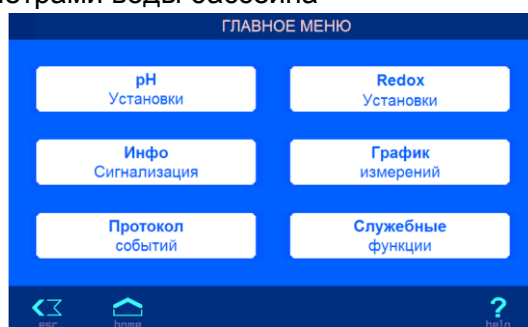 етрами воды бассейна
ГЛАВНОЕ МЕНЮ
pH
Установки
Redox
Установки
Инфо
Сигнализация
График
измерений
Протокол
событий
Служебные
функции
esc
home
?
help